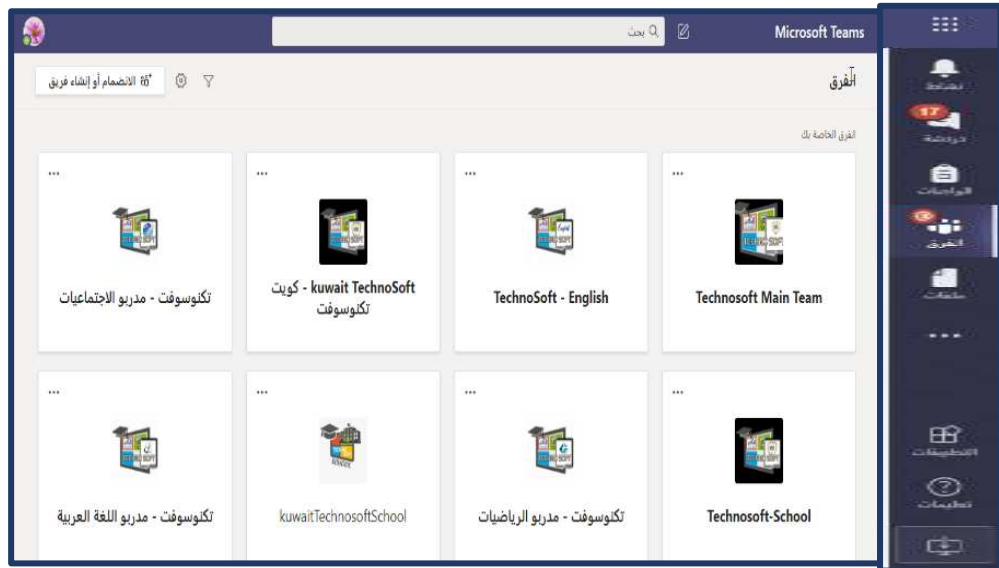 Microsoft Teams
بحث
الفرق
الانضمام أو إنشاء فريق
الفرق الخاصة بك
Technosoft Main Team
TechnoSoft - English
kuwait TechnoSoft - كويت
تكنوسوفت
تكنوسوفت - مدربو الاجتماعيات
Technosoft-School
تكنوسوفت - مدربو الرياضيات
kuwaitTechnosoftSchool
تكنوسوفت - مدربو اللغة العربية
نشاط
17
دردشة
الواجبات
الفرق
ملفات
التطبيقات
تعليمات